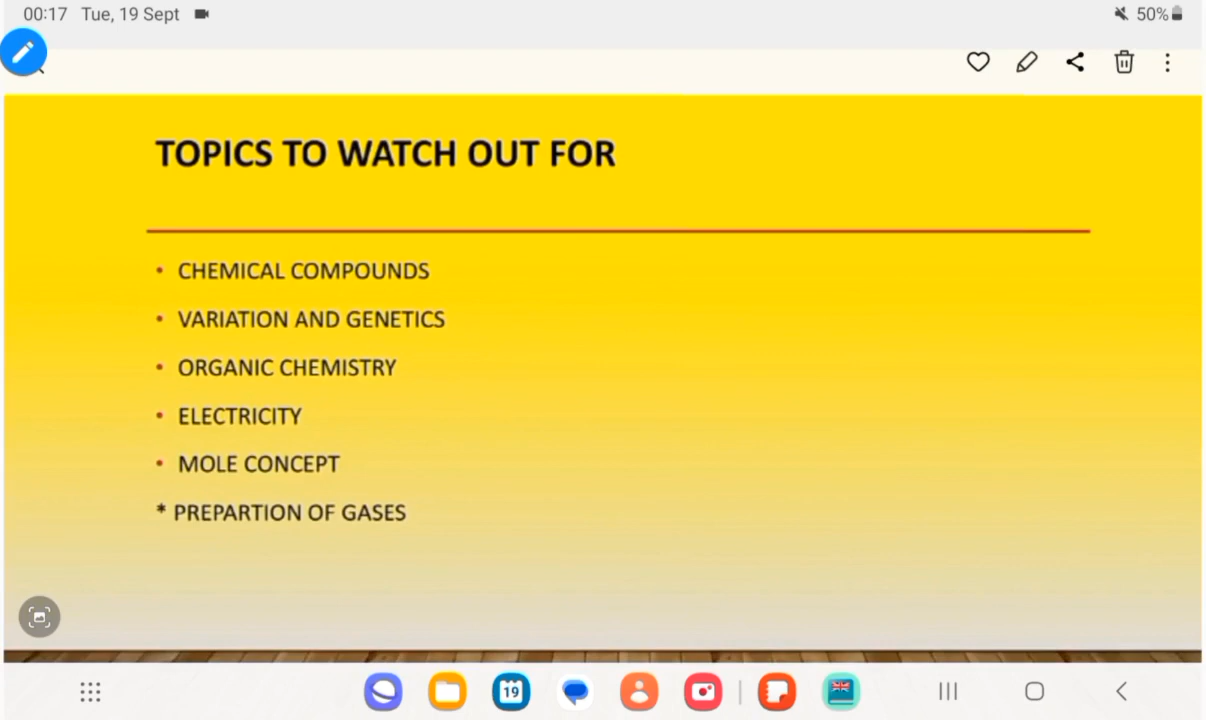 00:17 Tue, 19 Sept
50%
TOPICS TO WATCH OUT FOR
• CHEMICAL COMPOUNDS
• VARIATION AND GENETICS
• ORGANIC CHEMISTRY
• ELECTRICITY
• MOLE CONCEPT
* PREPARTION OF GASES
19